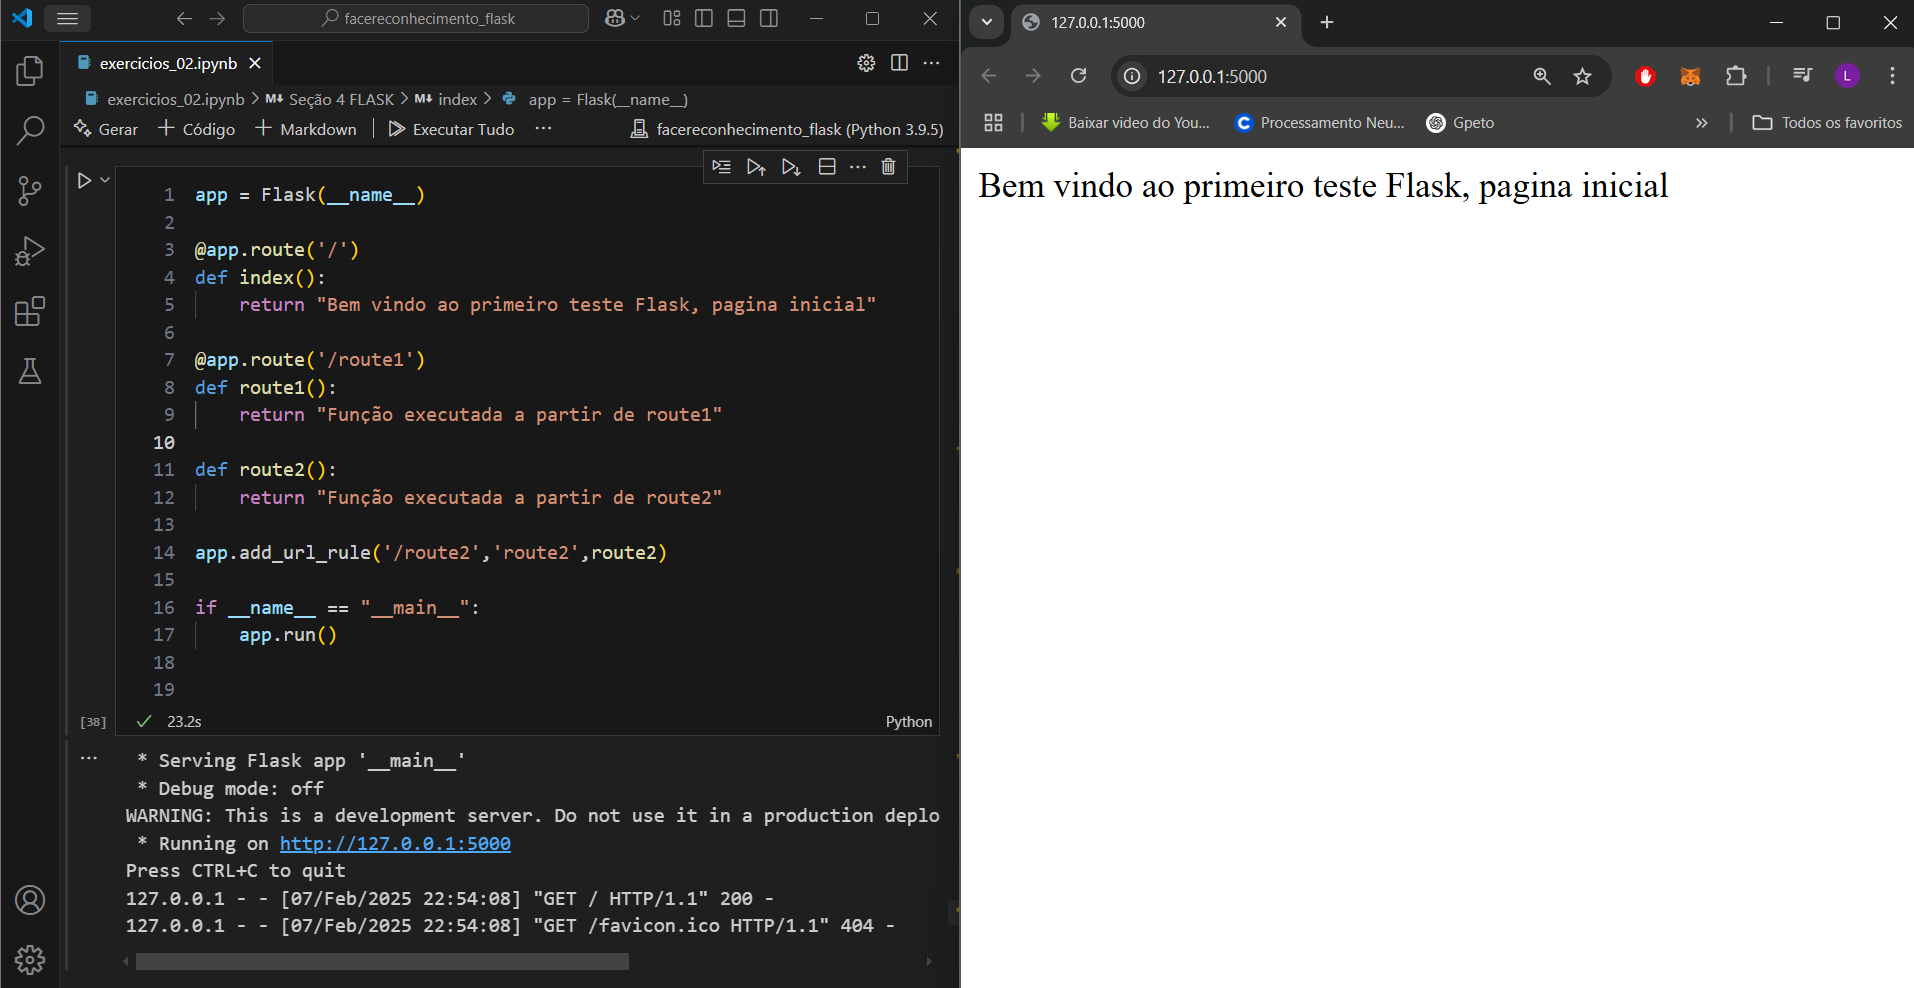 facereconhecimento_flask
exercicios_02.ipynb
exercicios_02.ipynb > M↓ Seção 4 FLASK > M↓ index > app = Flask(__name__)
Gerar + Código + Markdown | Executar Tudo ... facereconhecimento_flask (Python 3.9.5)
1 app = Flask(__name__)
2
3 @app.route('/')
4 def index():
5 return "Bem vindo ao primeiro teste Flask, pagina inicial"
6
7 @app.route('/route1')
8 def route1():
9 return "Função executada a partir de route1"
10
11 def route2():
12 return "Função executada a partir de route2"
13
14 app.add_url_rule('/route2','route2',route2)
15
16 if __name__ == "__main__":
17 app.run()
18
19
[38] ✓ 23.2s Python
* Serving Flask app '__main__'
* Debug mode: off
WARNING: This is a development server. Do not use it in a production deplo
* Running on http://127.0.0.1:5000
Press CTRL+C to quit
127.0.0.1 - - [07/Feb/2025 22:54:08] "GET / HTTP/1.1" 200 -
127.0.0.1 - - [07/Feb/2025 22:54:08] "GET /favicon.ico HTTP/1.1" 404 -
127.0.0.1:5000
127.0.0.1:5000
L
Baixar video do You... Processamento Neu... Gpeto » Todos os favoritos
Bem vindo ao primeiro teste Flask, pagina inicial